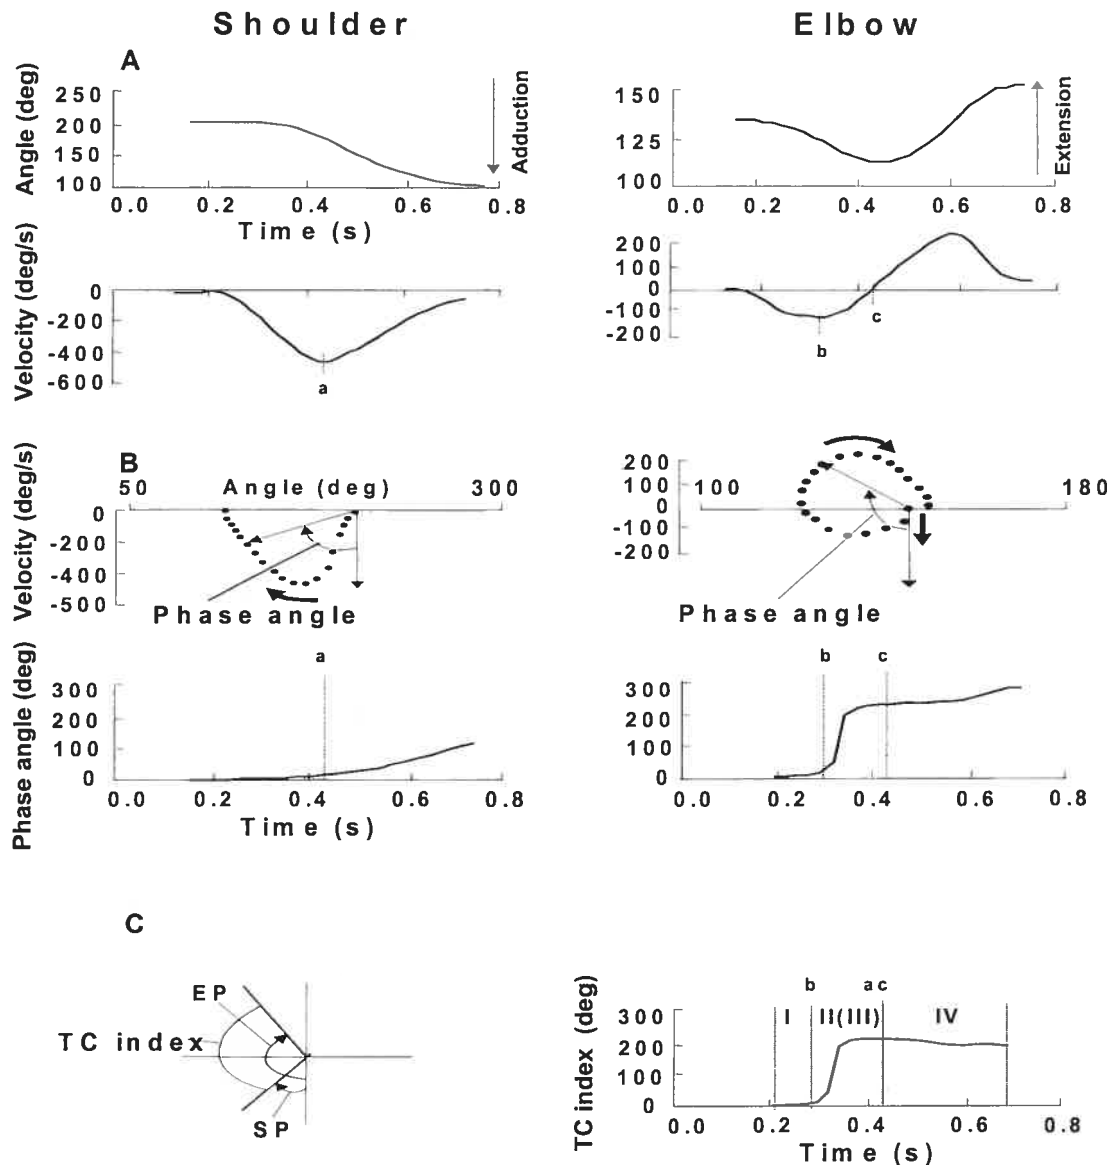 Shoulder Elbow
A
Angle (deg)
250
200
150
100
0.0 0.2 0.4 0.6 0.8
Time (s)
Adduction
150
125
100
0.0 0.2 0.4 0.6 0.8
Extension
Velocity (deg/s)
0
-200
-400
-600
a
200
100
0
-100
-200
b
c
B
Velocity (deg/s)
50 Angle (deg) 300
0
-200
-400
-500
Phase angle
200
100
0
-100
-200
100 180
Phase angle
Phase angle (deg)
a
300
200
100
0
0.0 0.2 0.4 0.6 0.8
Time (s)
b c
300
200
100
0
0.0 0.2 0.4 0.6 0.8
C
EP
TC index
SP
TC index (deg)
b a c
I II(III) IV
300
200
100
0
0.0 0.2 0.4 0.6 0.8
Time (s)